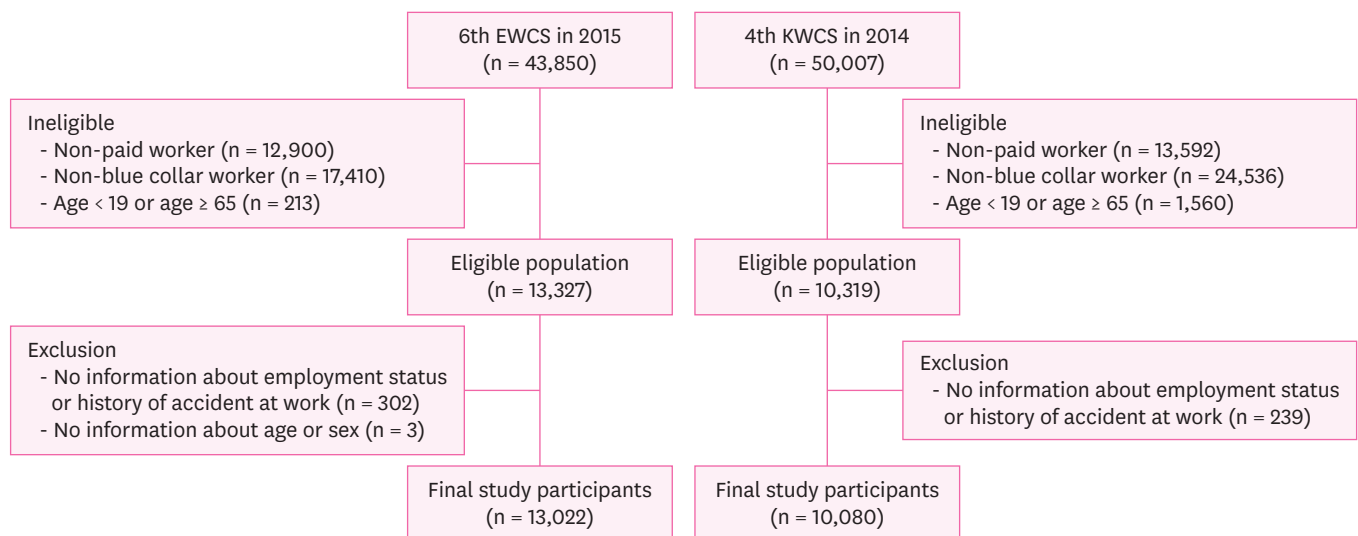 6th EWCS in 2015
(n = 43,850)
4th KWCS in 2014
(n = 50,007)
Ineligible
- Non-paid worker (n = 12,900)
- Non-blue collar worker (n = 17,410)
- Age < 19 or age ≥ 65 (n = 213)
Ineligible
- Non-paid worker (n = 13,592)
- Non-blue collar worker (n = 24,536)
- Age < 19 or age ≥ 65 (n = 1,560)
Eligible population
(n = 13,327)
Eligible population
(n = 10,319)
Exclusion
- No information about employment status
or history of accident at work (n = 302)
- No information about age or sex (n = 3)
Exclusion
- No information about employment status
or history of accident at work (n = 239)
Final study participants
(n = 13,022)
Final study participants
(n = 10,080)